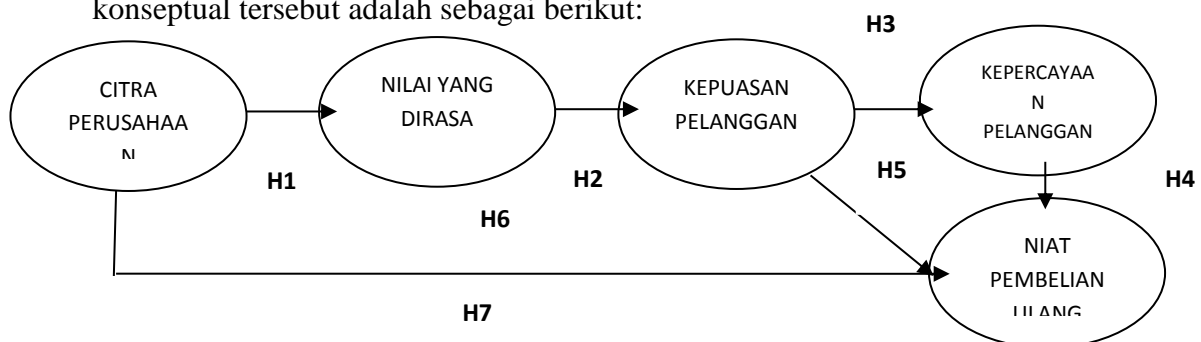 konseptual tersebut adalah sebagai berikut:
H3
CITRA
PERUSAHAA
N
NILAI YANG
DIRASA
KEPUASAN
PELANGGAN
KEPERCAYAA
N
PELANGGAN
H1
H2
H5
H4
H6
NIAT
PEMBELIAN
ULANG
H7